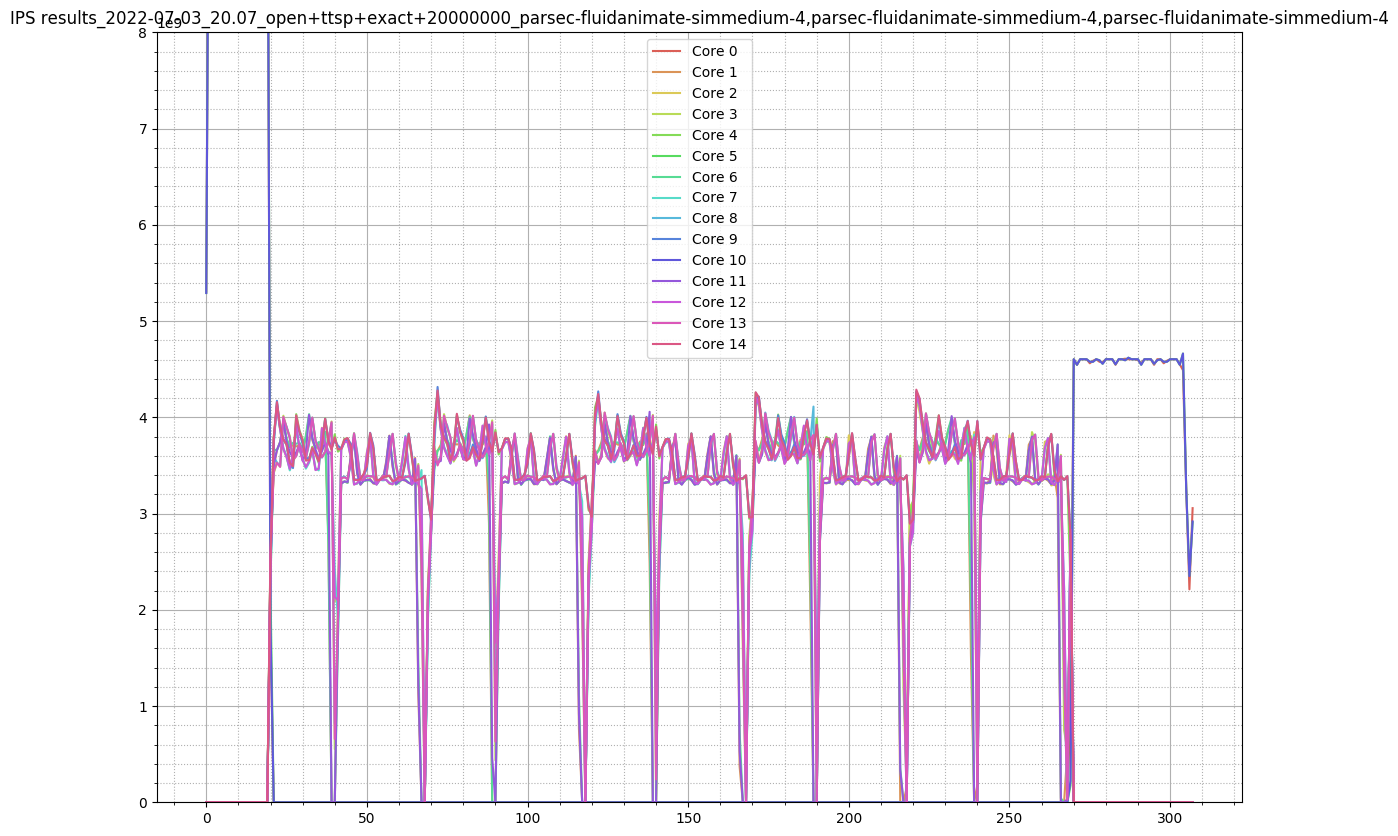 IPS results_2022-07-03_20.07_open+ttsp+exact+20000000_parsec-fluidanimate-simmedium-4,parsec-fluidanimate-simmedium-4,parsec-fluidanimate-simmedium-4
1e9
8
7
6
5
4
3
2
1
0
Core 0
Core 1
Core 2
Core 3
Core 4
Core 5
Core 6
Core 7
Core 8
Core 9
Core 10
Core 11
Core 12
Core 13
Core 14
0 50 100 150 200 250 300